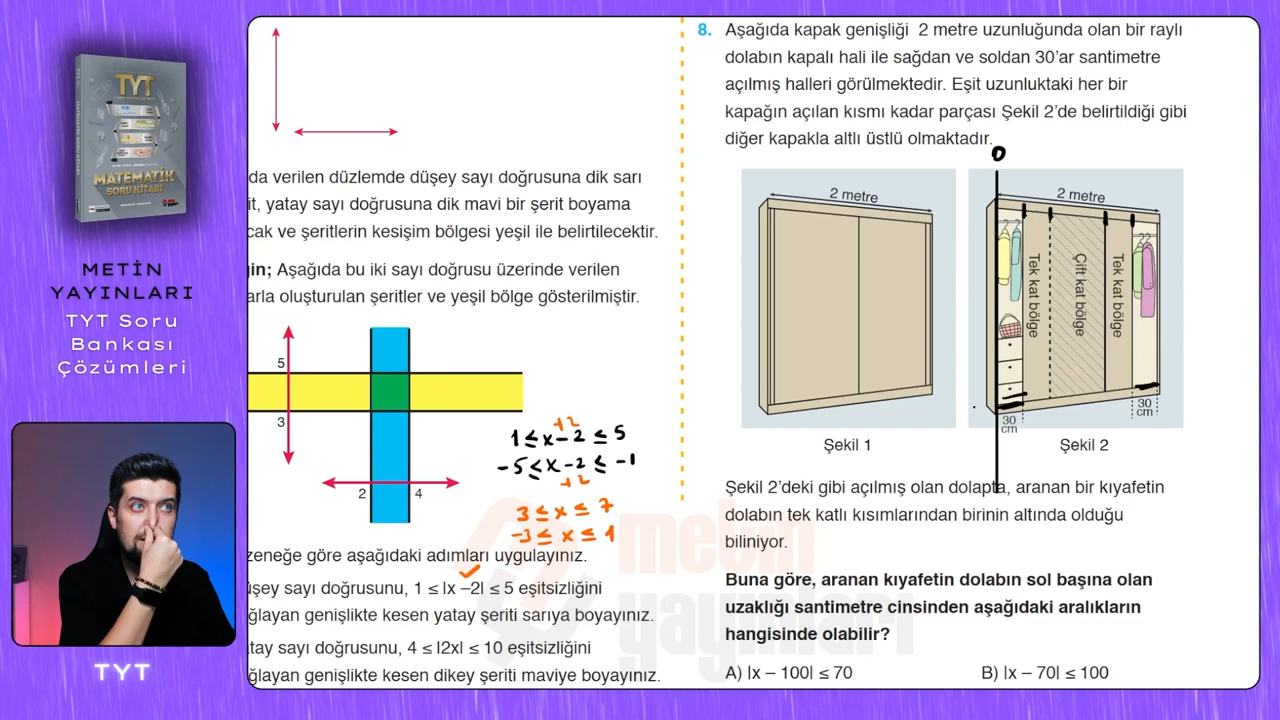 TYT
MATEMATİK
SORU KİTABI
METİN
YAYINLARI
TYT Soru
Bankası
Çözümleri
TYT
da verilen düzlemde düşey sayı doğrusuna dik sarı
it, yatay sayı doğrusuna dik mavi bir şerit boyama
cak ve şeritlerin kesişim bölgesi yeşil ile belirtilecektir.
ğin; Aşağıda bu iki sayı doğrusu üzerinde verilen
arla oluşturulan şeritler ve yeşil bölge gösterilmiştir.
5
3
2
4
+2
1 ≤ x – 2 ≤ 5
-5 ≤ x – 2 ≤ -1
+2
3 ≤ x ≤ 7
-3 ≤ x ≤ 1
zeneğe göre aşağıdaki adımları uygulayınız.
üşey sayı doğrusunu, 1 ≤ |x –2| ≤ 5 eşitsizliğini
ğlayan genişlikte kesen yatay şeriti sarıya boyayınız.
tay sayı doğrusunu, 4 ≤ |2x| ≤ 10 eşitsizliğini
ğlayan genişlikte kesen dikey şeriti maviye boyayınız.
8. Aşağıda kapak genişliği 2 metre uzunluğunda olan bir raylı
dolabın kapalı hali ile sağdan ve soldan 30'ar santimetre
açılmış halleri görülmektedir. Eşit uzunluktaki her bir
kapağın açılan kısmı kadar parçası Şekil 2'de belirtildiği gibi
diğer kapakla altlı üstlü olmaktadır.
0
2 metre
2 metre
Tek kat bölge
Çift kat bölge
Tek kat bölge
30
cm
30
cm
Şekil 1
Şekil 2
Şekil 2'deki gibi açılmış olan dolapta, aranan bir kıyafetin
dolabın tek katlı kısımlarından birinin altında olduğu
biliniyor.
Buna göre, aranan kıyafetin dolabın sol başına olan
uzaklığı santimetre cinsinden aşağıdaki aralıkların
hangisinde olabilir?
A) |x – 100| ≤ 70
B) |x – 70| ≤ 100
metin
yayınları